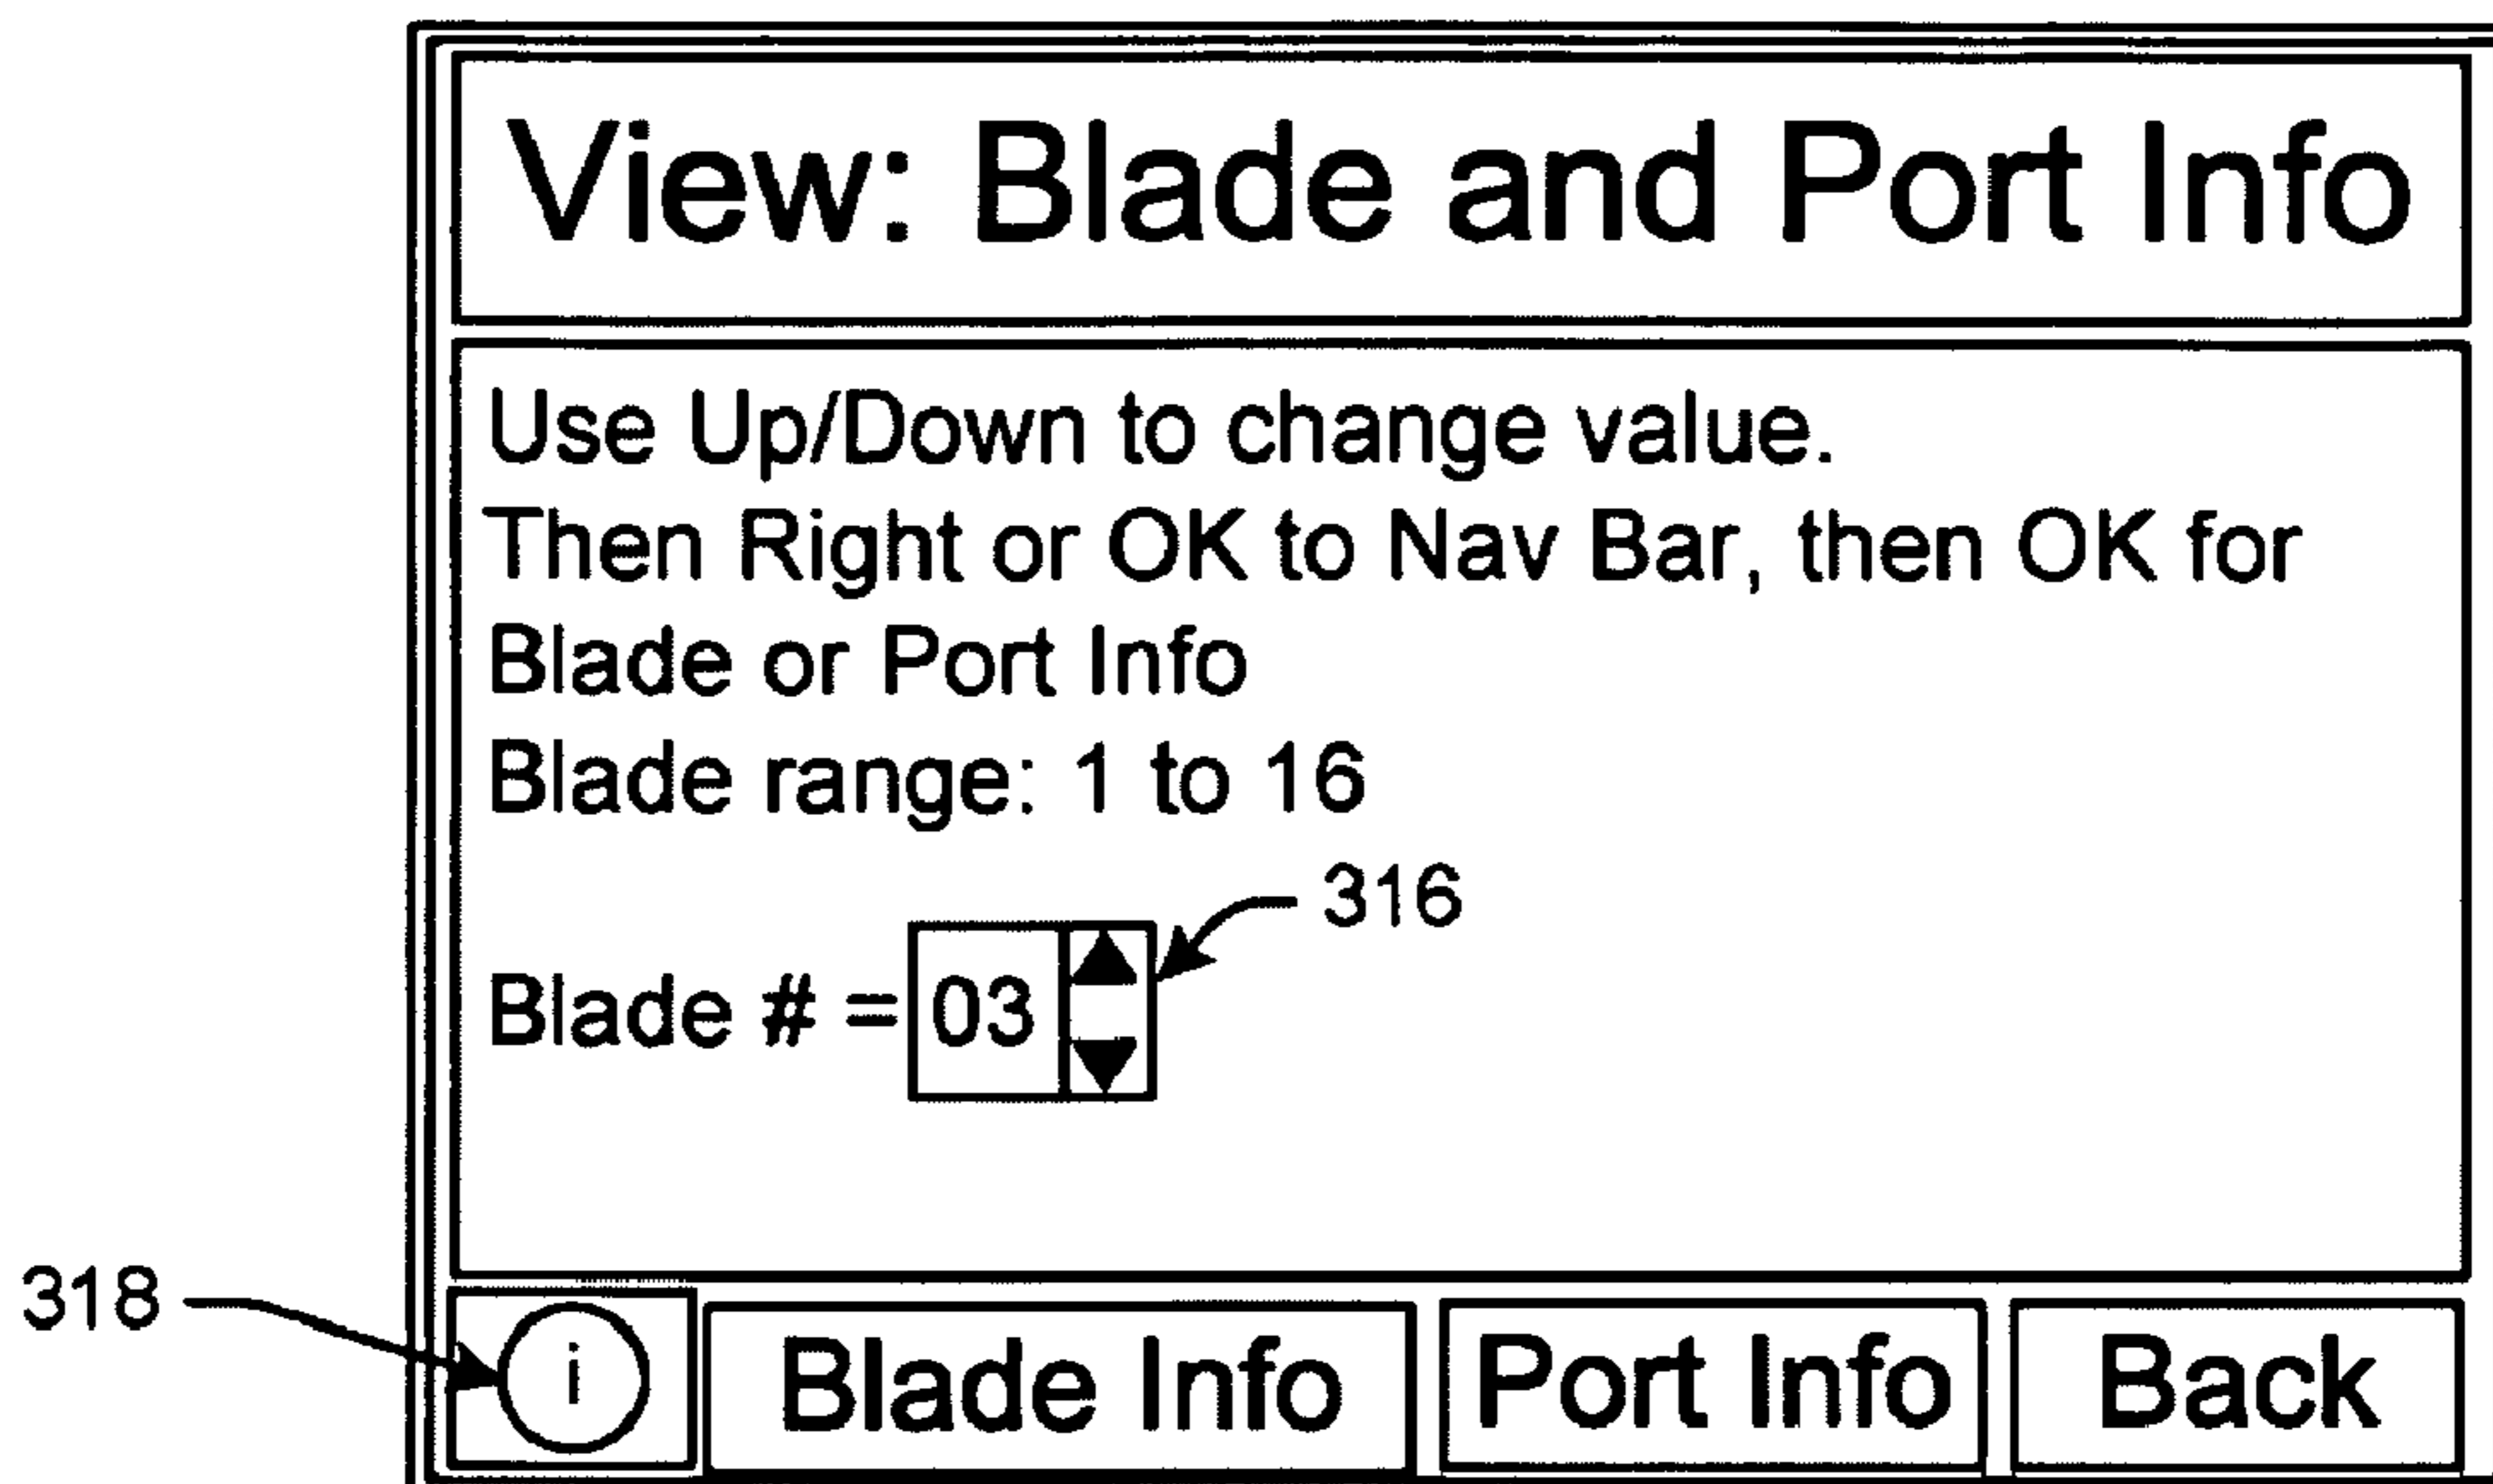 View: Blade and Port Info
Use Up/Down to change value.
Then Right or OK to Nav Bar, then OK for
Blade or Port Info
Blade range: 1 to 16
316
Blade # = 03
318
i Blade Info Port Info Back